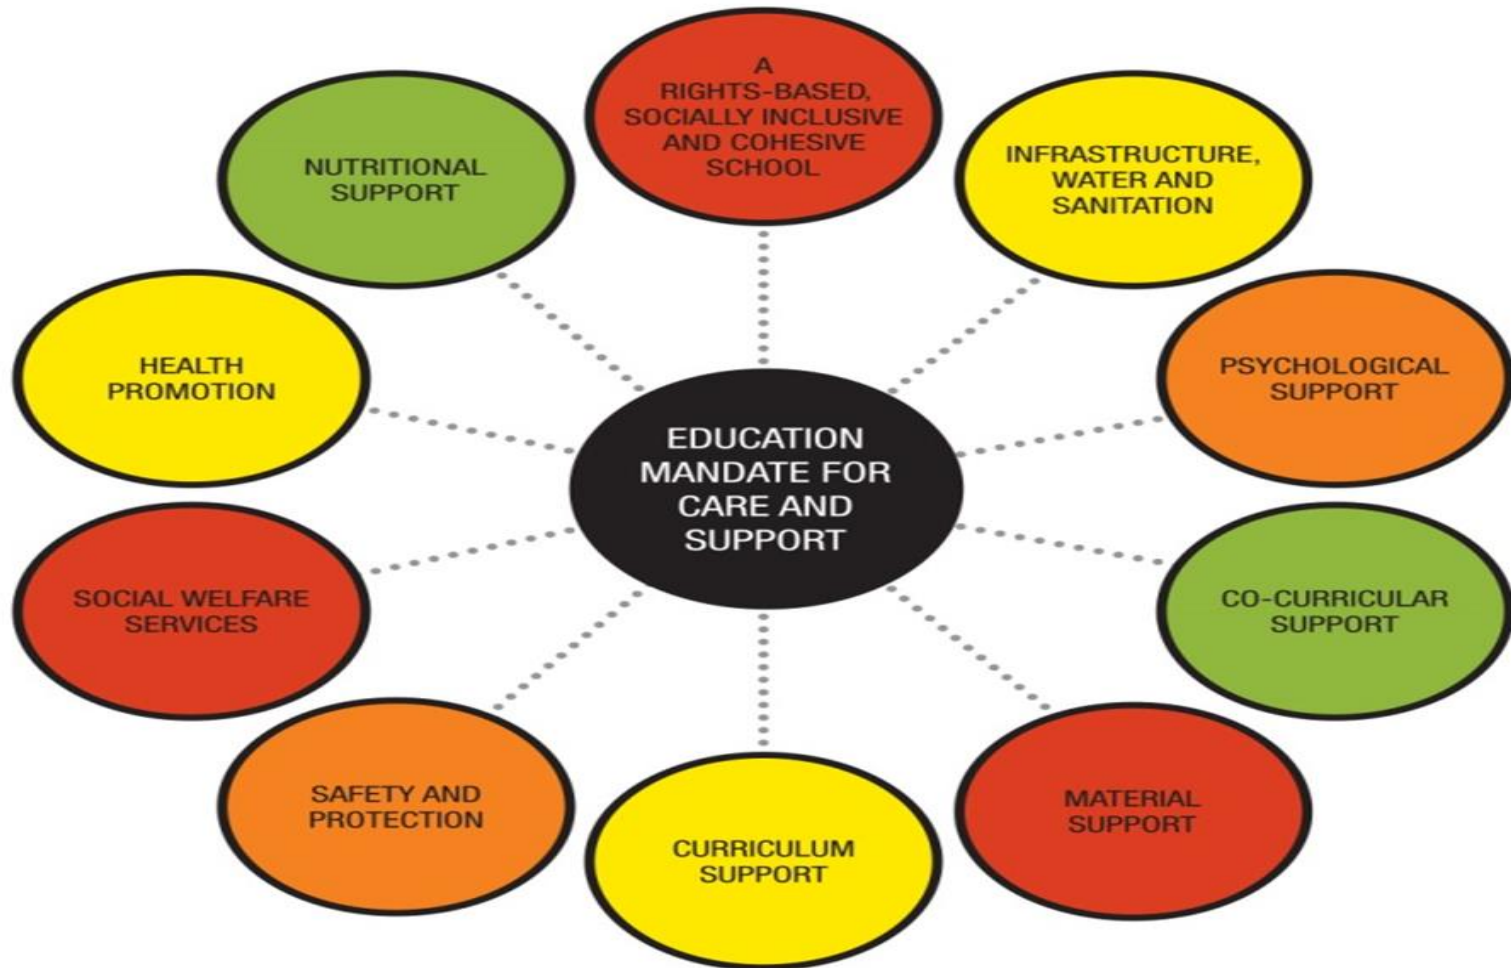 A
RIGHTS-BASED,
SOCIALLY INCLUSIVE
AND COHESIVE
SCHOOL
INFRASTRUCTURE,
WATER AND
SANITATION
PSYCHOLOGICAL
SUPPORT
CO-CURRICULAR
SUPPORT
MATERIAL
SUPPORT
CURRICULUM
SUPPORT
SAFETY AND
PROTECTION
SOCIAL WELFARE
SERVICES
HEALTH
PROMOTION
NUTRITIONAL
SUPPORT
EDUCATION
MANDATE FOR
CARE AND
SUPPORT